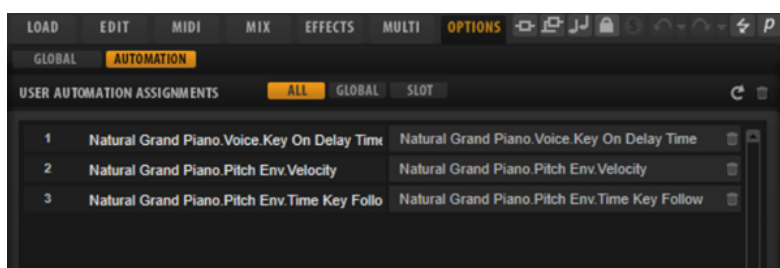 LOAD EDIT MIDI MIX EFFECTS MULTI OPTIONS S
GLOBAL AUTOMATION
USER AUTOMATION ASSIGNMENTS ALL GLOBAL SLOT
1 Natural Grand Piano.Voice.Key On Delay Time Natural Grand Piano.Voice.Key On Delay Time
2 Natural Grand Piano.Pitch Env.Velocity Natural Grand Piano.Pitch Env.Velocity
3 Natural Grand Piano.Pitch Env.Time Key Follo Natural Grand Piano.Pitch Env.Time Key Follow